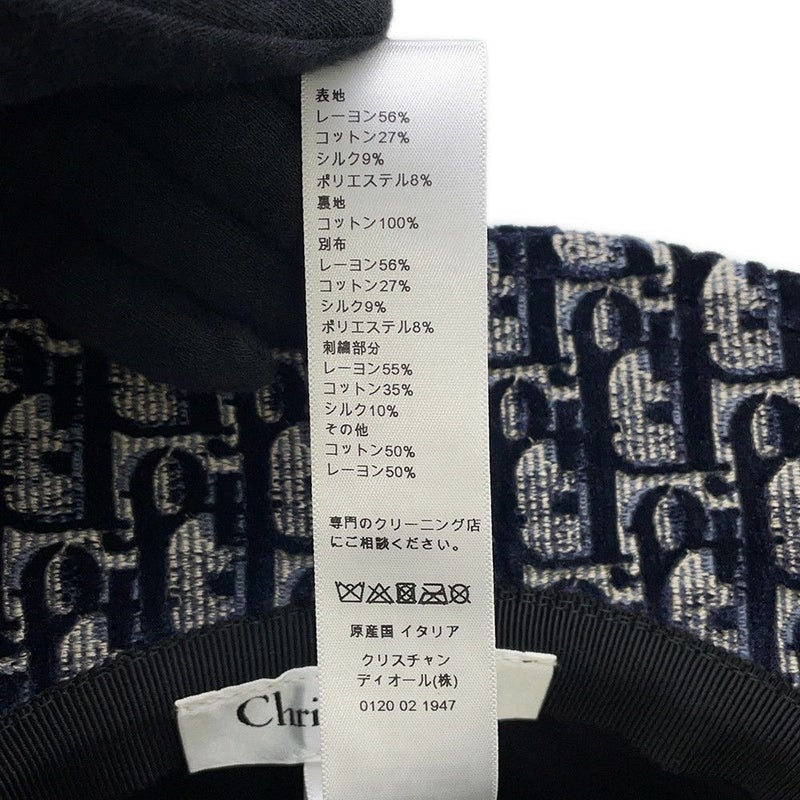 表地
レーヨン56%
コットン27%
シルク9%
ポリエステル8%
裏地
コットン100%
別布
レーヨン56%
コットン27%
シルク9%
ポリエステル8%
刺繍部分
レーヨン55%
コットン35%
シルク10%
その他
コットン50%
レーヨン50%
専門のクリーニング店
にご相談ください。
原産国 イタリア
クリスチャン
ディオール(株)
0120 02 1947
Chri